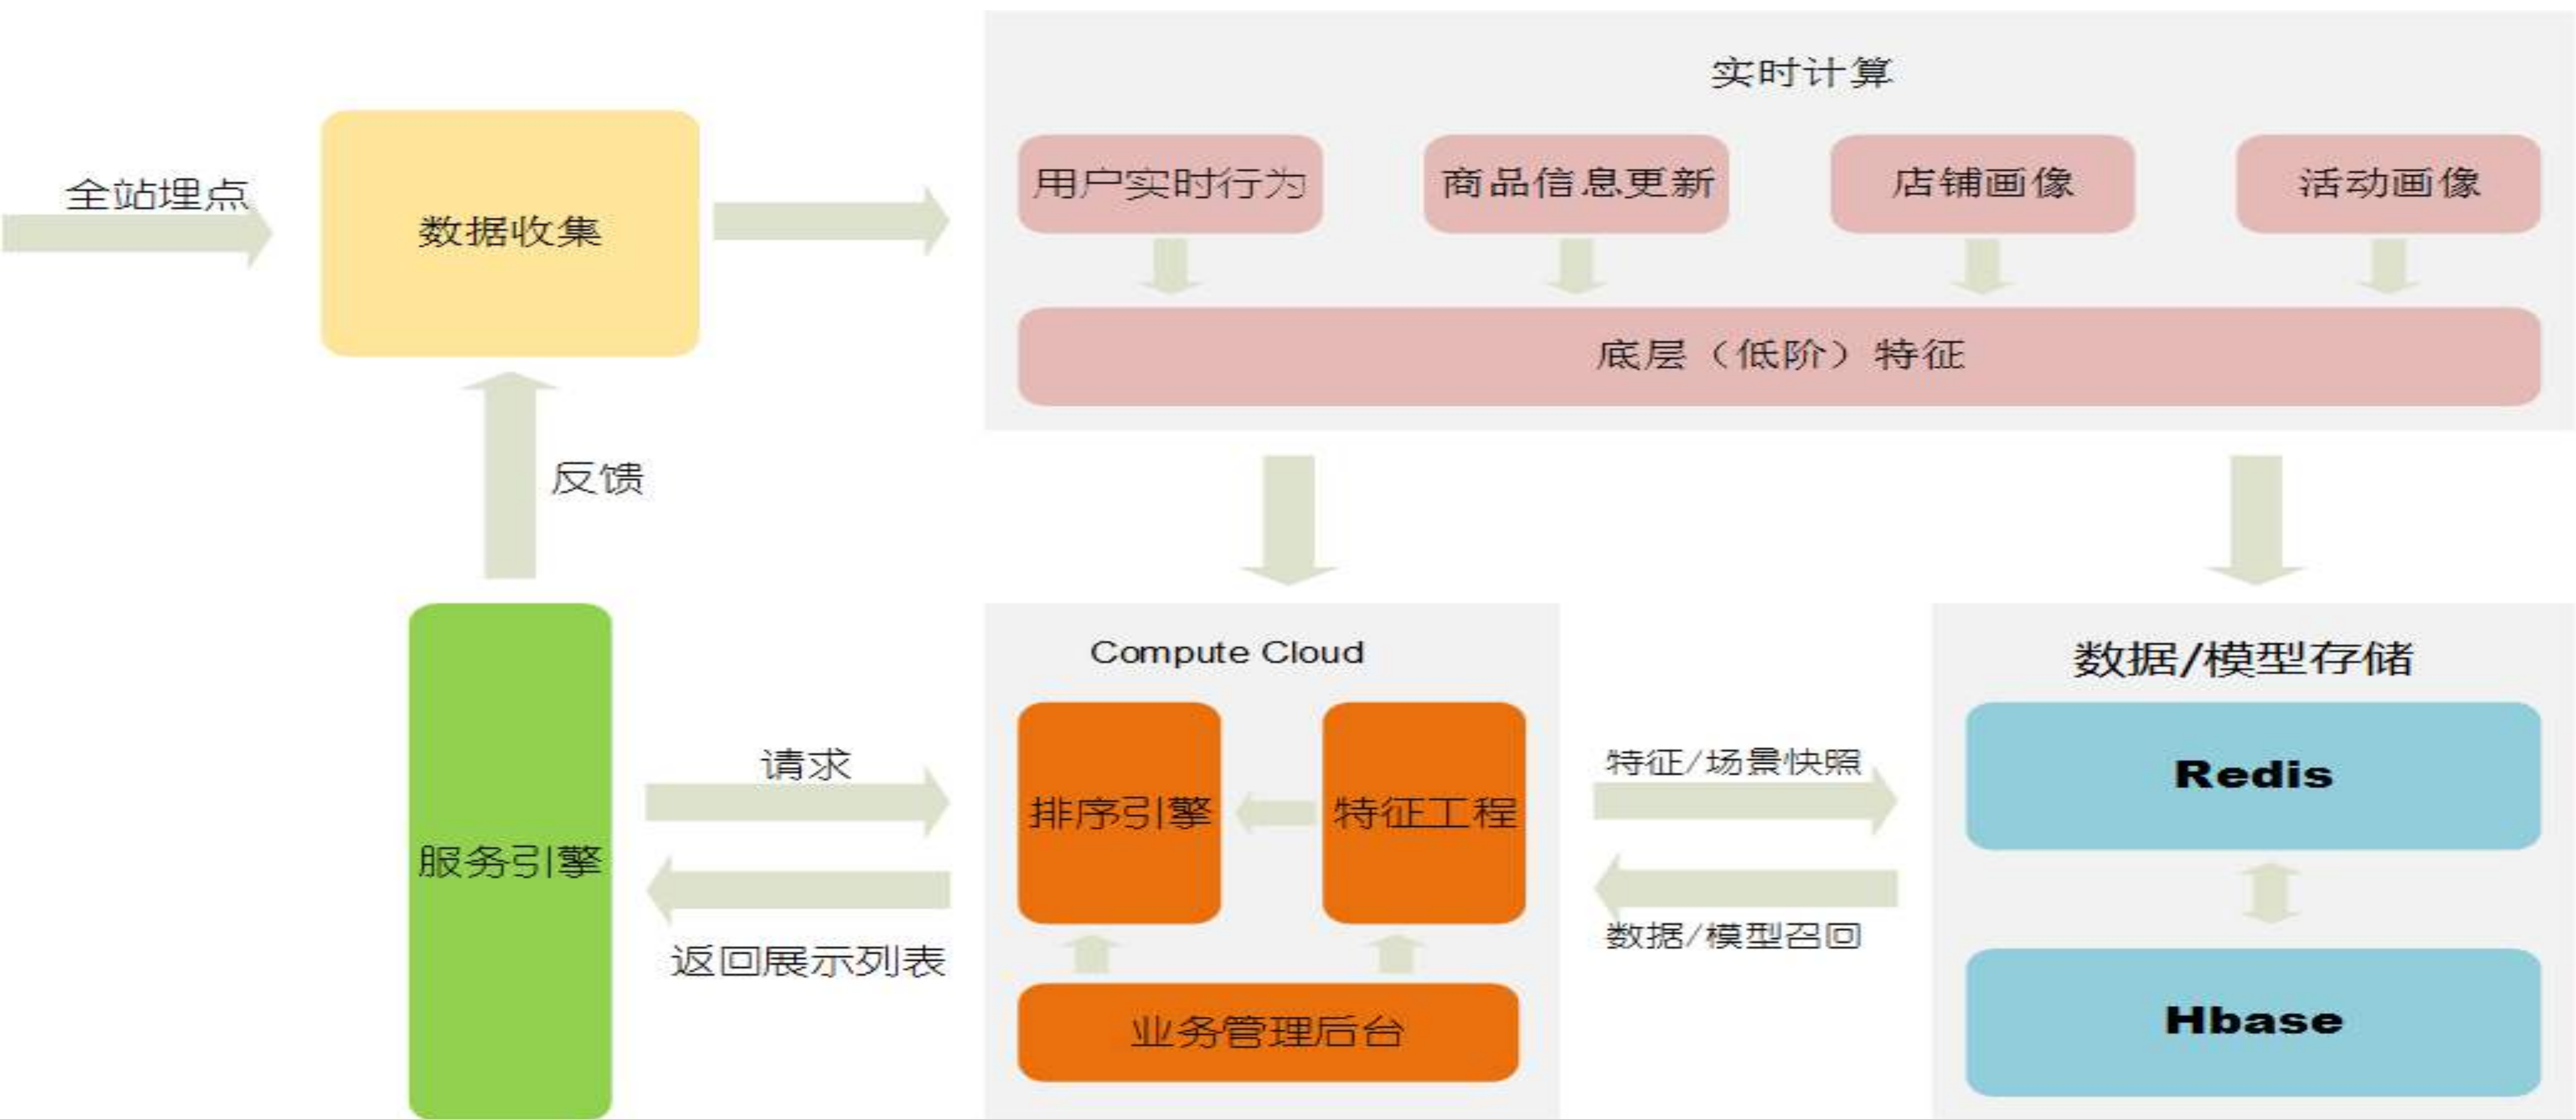 实时计算
全站埋点
数据收集
用户实时行为
商品信息更新
店铺画像
活动画像
底层（低阶）特征
反馈
服务引擎
请求
返回展示列表
Compute Cloud
排序引擎
特征工程
业务管理后台
特征/场景快照
数据/模型召回
数据/模型存储
Redis
Hbase